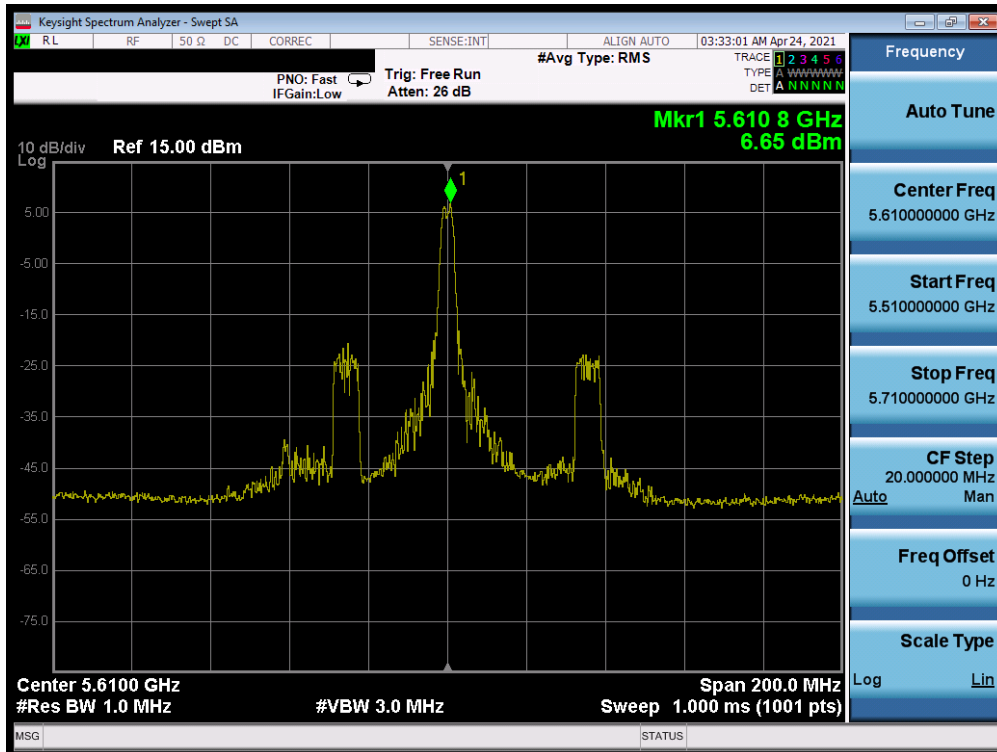 Keysight Spectrum Analyzer - Swept SA
LXI RL RF 50 Ω DC CORREC SENSE:INT ALIGN AUTO 03:33:01 AM Apr 24, 2021
Frequency
PNO: Fast Trig: Free Run #Avg Type: RMS TRACE 1 2 3 4 5 6
IFGain:Low Atten: 26 dB TYPE A WWWWW
DET A N N N N N
Mkr1 5.610 8 GHz
6.65 dBm
10 dB/div Ref 15.00 dBm
Log
1
5.00
-5.00
-15.0
-25.0
-35.0
-45.0
-55.0
-65.0
-75.0
Center 5.6100 GHz Span 200.0 MHz
#Res BW 1.0 MHz #VBW 3.0 MHz Sweep 1.000 ms (1001 pts)
MSG STATUS
Auto Tune
Center Freq
5.610000000 GHz
Start Freq
5.510000000 GHz
Stop Freq
5.710000000 GHz
CF Step
20.000000 MHz
Auto Man
Freq Offset
0 Hz
Scale Type
Log Lin